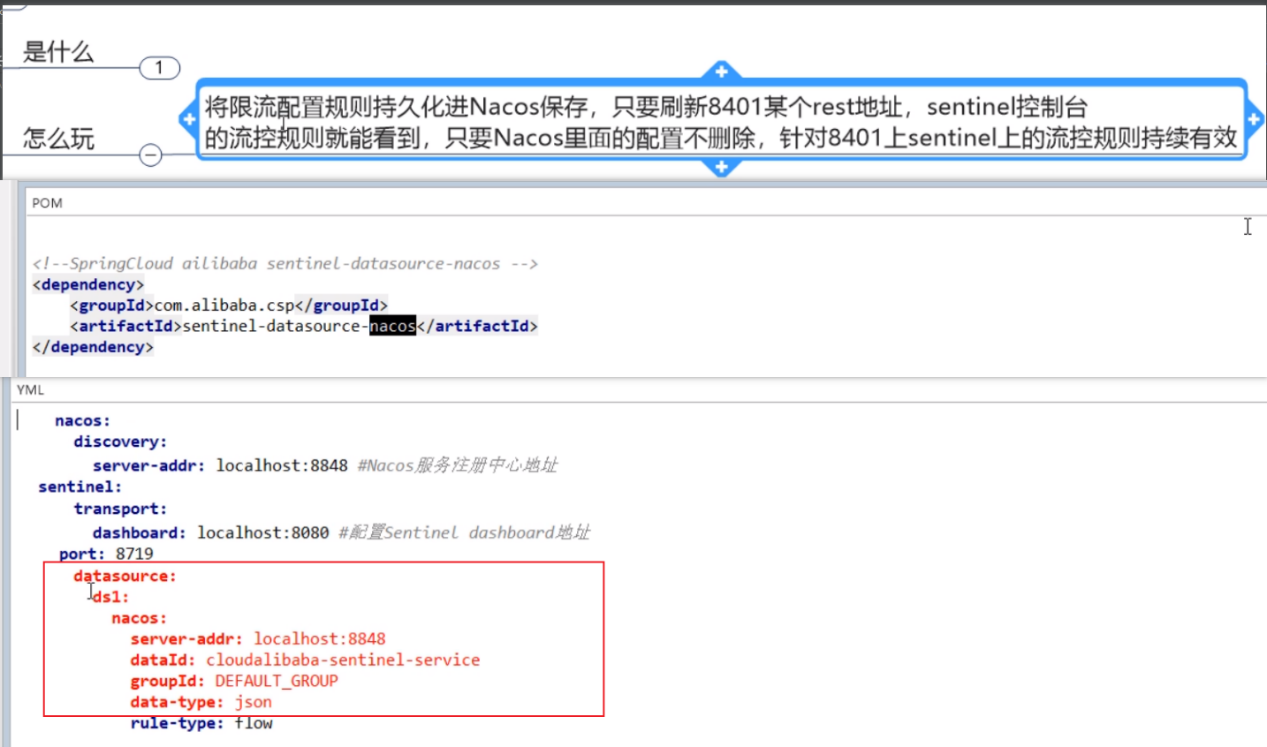 是什么
1
怎么玩
将限流配置规则持久化进Nacos保存，只要刷新8401某个rest地址，sentinel控制台
的流控规则就能看到，只要Nacos里面的配置不删除，针对8401上sentinel上的流控规则持续有效
POM
<!--SpringCloud ailibaba sentinel-datasource-nacos -->
<dependency>
    <groupId>com.alibaba.csp</groupId>
    <artifactId>sentinel-datasource-nacos</artifactId>
</dependency>
YML
    nacos:
      discovery:
        server-addr: localhost:8848 #Nacos服务注册中心地址
  sentinel:
      transport:
        dashboard: localhost:8080 #配置Sentinel dashboard地址
    port: 8719
      datasource:
        ds1:
          nacos:
            server-addr: localhost:8848
            dataId: cloudalibaba-sentinel-service
            groupId: DEFAULT_GROUP
            data-type: json
            rule-type: flow